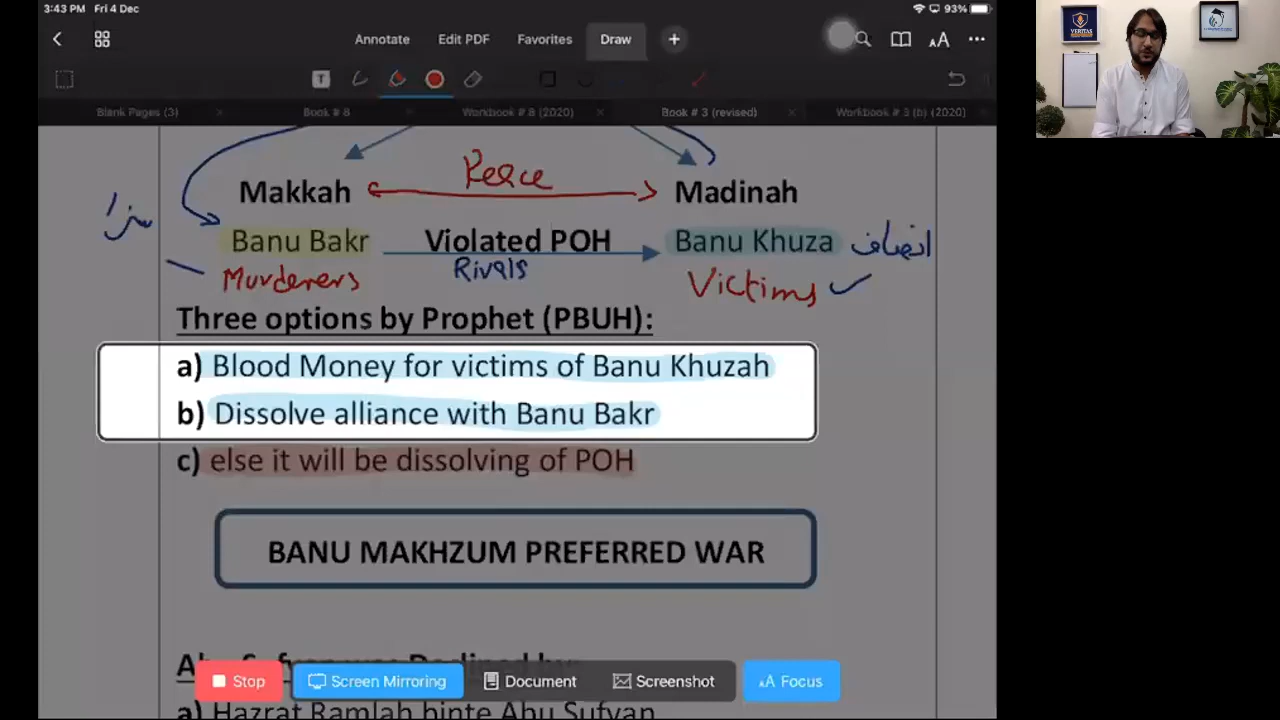 3:43 PM Fri 4 Dec 93%
Annotate Edit PDF Favorites Draw +
T
Blank Pages (3) × Book # 8 × Workbook # 8 (2020) × Book # 3 (revised) × Workbook # 3 (b) (2020) ×
VERITAS
Peace
Makkah Madinah
سزا
Banu Bakr Violated POH Banu Khuza انصاف
Murderers Rivals Victims
Three options by Prophet (PBUH):
a) Blood Money for victims of Banu Khuzah
b) Dissolve alliance with Banu Bakr
c) else it will be dissolving of POH
BANU MAKHZUM PREFERRED WAR
Stop Screen Mirroring Document Screenshot AA Focus
a) Hazrat Ramlah binte Abu Sufyan